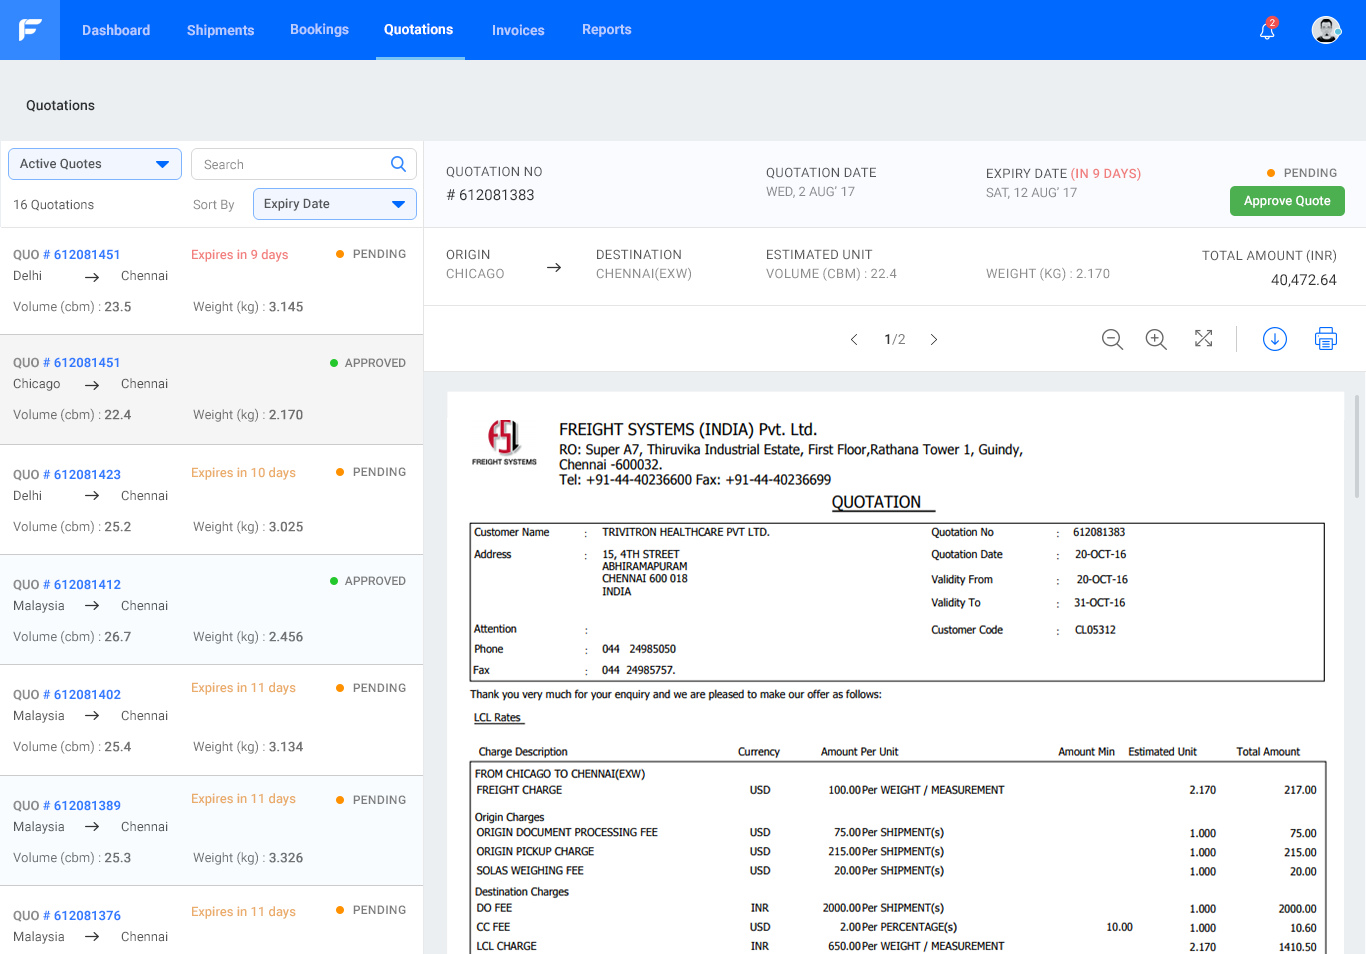 F
Dashboard
Shipments
Bookings
Quotations
Invoices
Reports
2
Quotations
Active Quotes
Search
16 Quotations
Sort By
Expiry Date
QUO # 612081451
Expires in 9 days
PENDING
Delhi → Chennai
Volume (cbm) : 23.5
Weight (kg) : 3.145
QUO # 612081451
APPROVED
Chicago → Chennai
Volume (cbm) : 22.4
Weight (kg) : 2.170
QUO # 612081423
Expires in 10 days
PENDING
Delhi → Chennai
Volume (cbm) : 25.2
Weight (kg) : 3.025
QUO # 612081412
APPROVED
Malaysia → Chennai
Volume (cbm) : 26.7
Weight (kg) : 2.456
QUO # 612081402
Expires in 11 days
PENDING
Malaysia → Chennai
Volume (cbm) : 25.4
Weight (kg) : 3.134
QUO # 612081389
Expires in 11 days
PENDING
Malaysia → Chennai
Volume (cbm) : 25.3
Weight (kg) : 3.326
QUO # 612081376
Expires in 11 days
PENDING
Malaysia → Chennai
QUOTATION NO
# 612081383
QUOTATION DATE
WED, 2 AUG' 17
EXPIRY DATE (IN 9 DAYS)
SAT, 12 AUG' 17
PENDING
Approve Quote
ORIGIN
CHICAGO
→
DESTINATION
CHENNAI(EXW)
ESTIMATED UNIT
VOLUME (CBM) : 22.4
WEIGHT (KG) : 2.170
TOTAL AMOUNT (INR)
40,472.64
1/2
FSL
FREIGHT SYSTEMS
FREIGHT SYSTEMS (INDIA) Pvt. Ltd.
RO: Super A7, Thiruvika Industrial Estate, First Floor,Rathana Tower 1, Guindy,
Chennai -600032.
Tel: +91-44-40236600 Fax: +91-44-40236699
QUOTATION
Customer Name : TRIVITRON HEALTHCARE PVT LTD.
Address : 15, 4TH STREET
ABHIRAMAPURAM
CHENNAI 600 018
INDIA
Attention :
Phone : 044 24985050
Fax : 044 24985757.
Quotation No : 612081383
Quotation Date : 20-OCT-16
Validity From : 20-OCT-16
Validity To : 31-OCT-16
Customer Code : CL05312
Thank you very much for your enquiry and we are pleased to make our offer as follows:
LCL Rates
Charge Description Currency Amount Per Unit Amount Min Estimated Unit Total Amount
FROM CHICAGO TO CHENNAI(EXW)
FREIGHT CHARGE USD 100.00 Per WEIGHT / MEASUREMENT 2.170 217.00
Origin Charges
ORIGIN DOCUMENT PROCESSING FEE USD 75.00 Per SHIPMENT(s) 1.000 75.00
ORIGIN PICKUP CHARGE USD 215.00 Per SHIPMENT(s) 1.000 215.00
SOLAS WEIGHING FEE USD 20.00 Per SHIPMENT(s) 1.000 20.00
Destination Charges
DO FEE INR 2000.00 Per SHIPMENT(s) 1.000 2000.00
CC FEE USD 2.00 Per PERCENTAGE(s) 10.00 1.000 10.60
LCL CHARGE INR 650.00 Per WEIGHT / MEASUREMENT 2.170 1410.50